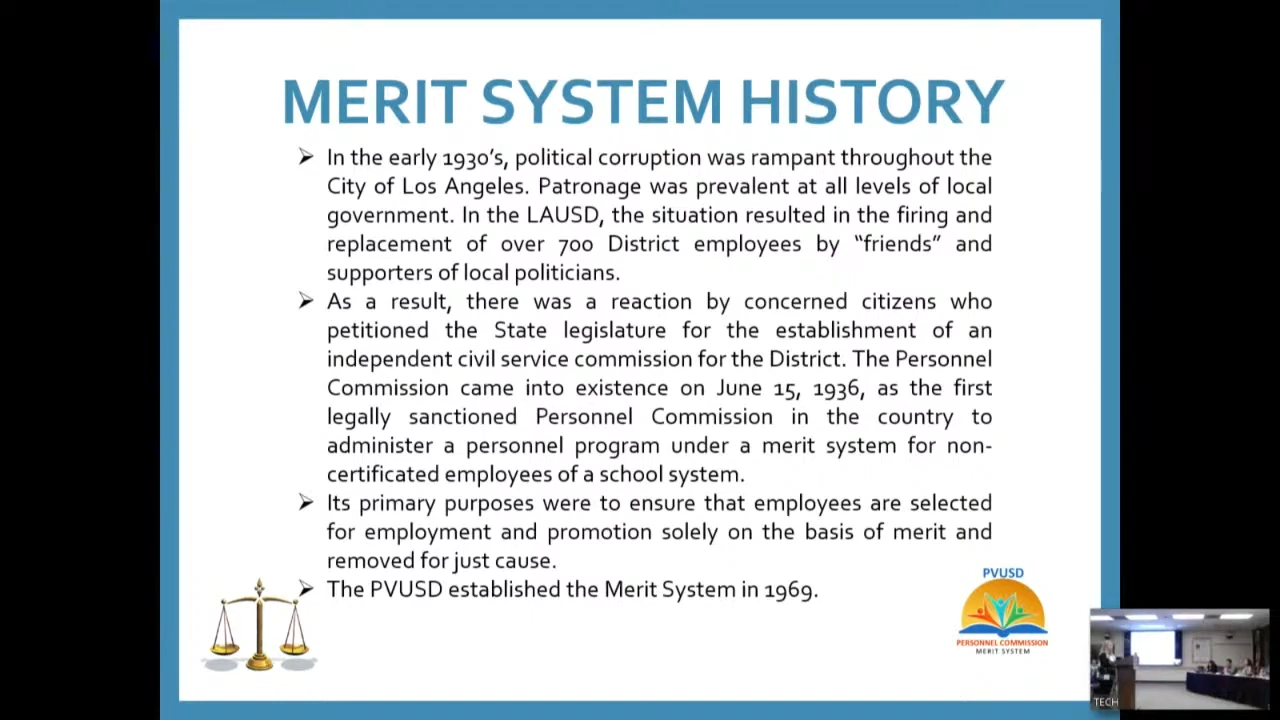 MERIT SYSTEM HISTORY
➢ In the early 1930's, political corruption was rampant throughout the
City of Los Angeles. Patronage was prevalent at all levels of local
government. In the LAUSD, the situation resulted in the firing and
replacement of over 700 District employees by “friends” and
supporters of local politicians.
➢ As a result, there was a reaction by concerned citizens who
petitioned the State legislature for the establishment of an
independent civil service commission for the District. The Personnel
Commission came into existence on June 15, 1936, as the first
legally sanctioned Personnel Commission in the country to
administer a personnel program under a merit system for non-
certificated employees of a school system.
➢ Its primary purposes were to ensure that employees are selected
for employment and promotion solely on the basis of merit and
removed for just cause.
➢ The PVUSD established the Merit System in 1969.
PVUSD
PERSONNEL COMMISSION
MERIT SYSTEM
TECH